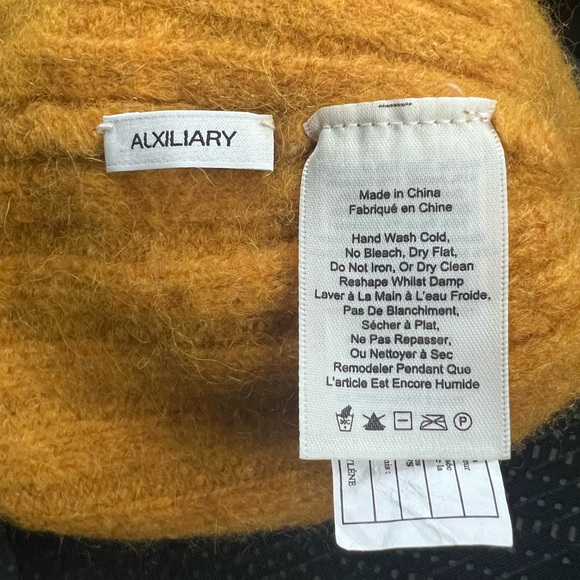 AUXILIARY
Made in China
Fabriqué en Chine
Hand Wash Cold,
No Bleach, Dry Flat,
Do Not Iron, Or Dry Clean
Reshape Whilst Damp
Laver à La Main à L'eau Froide,
Pas De Blanchiment,
Sécher à Plat,
Ne Pas Repasser,
Ou Nettoyer à Sec
Remodeler Pendant Que
L'article Est Encore Humide
P